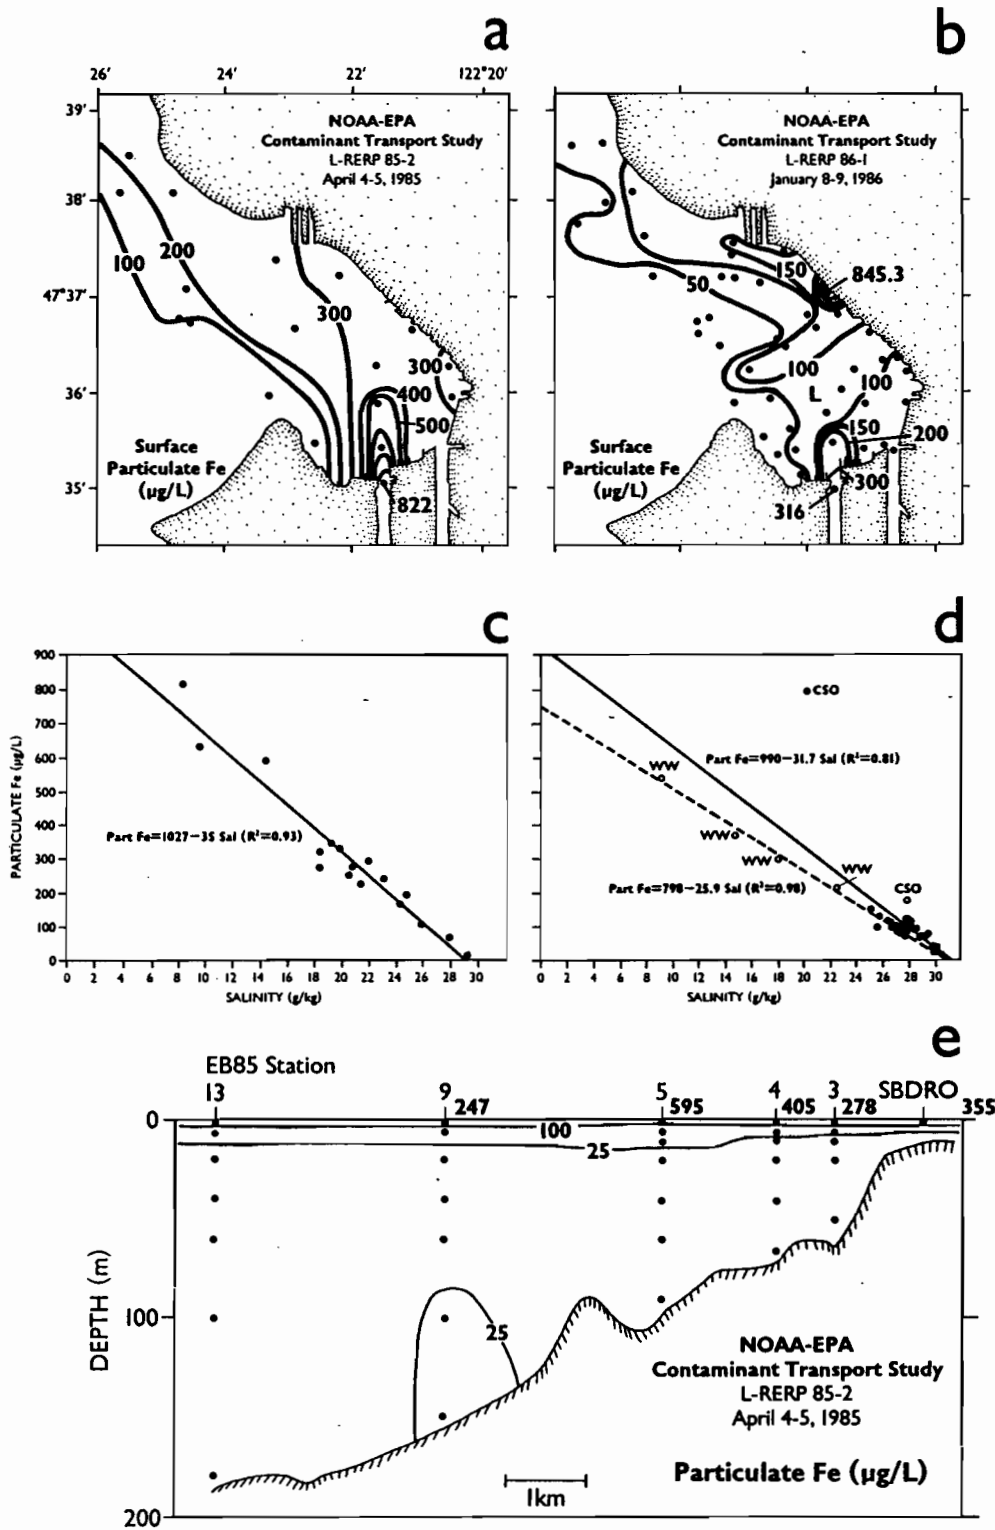 a
26' 24' 22' 122°20'
39'
38'
47°37'
36'
35'
NOAA-EPA
Contaminant Transport Study
L-RERP 85-2
April 4-5, 1985
100
200
300
300
400
500
822
Surface
Particulate Fe
(µg/L)
b
NOAA-EPA
Contaminant Transport Study
L-RERP 86-1
January 8-9, 1986
150
845.3
50
100
L
100
150
200
300
316
Surface
Particulate Fe
(µg/L)
c
PARTICULATE Fe (µg/L)
900
800
700
600
500
400
300
200
100
0
Part Fe=1027-35 Sal (R²=0.93)
0 2 4 6 8 10 12 14 16 18 20 22 24 26 28 30
SALINITY (g/kg)
d
CSO
Part Fe=990-31.7 Sal (R²=0.81)
WW
WW
WW
WW
CSO
Part Fe=798-25.9 Sal (R²=0.98)
0 2 4 6 8 10 12 14 16 18 20 22 24 26 28 30
SALINITY (g/kg)
e
EB85 Station
13 9 5 4 3 SBDRO
247 595 405 278 355
0
100
25
100
25
200
DEPTH (m)
NOAA-EPA
Contaminant Transport Study
L-RERP 85-2
April 4-5, 1985
Particulate Fe (µg/L)
1km